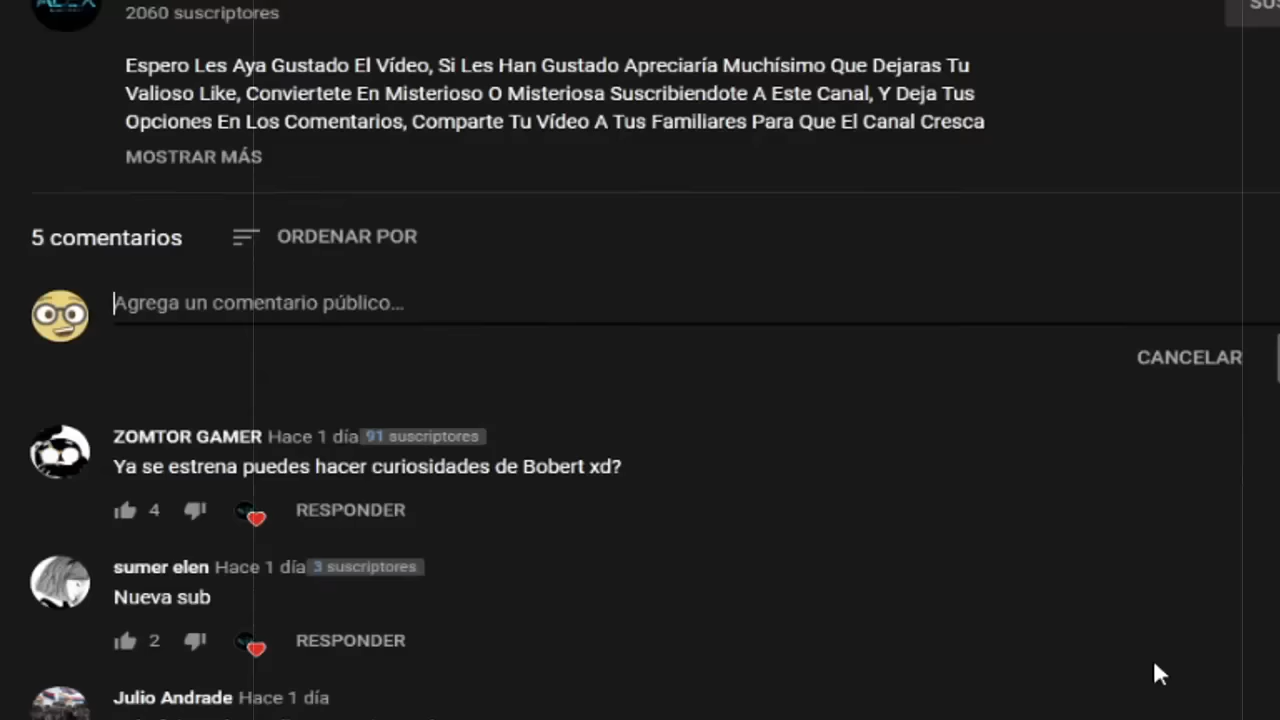 2060 suscriptores
Espero Les Aya Gustado El Vídeo, Si Les Han Gustado Apreciaría Muchísimo Que Dejaras Tu
Valioso Like, Conviertete En Misterioso O Misteriosa Suscribiendote A Este Canal, Y Deja Tus
Opciones En Los Comentarios, Comparte Tu Vídeo A Tus Familiares Para Que El Canal Cresca
MOSTRAR MÁS
5 comentarios ORDENAR POR
Agrega un comentario público...
CANCELAR
ZOMTOR GAMER Hace 1 día 91 suscriptores
Ya se estrena puedes hacer curiosidades de Bobert xd?
4 RESPONDER
sumer elen Hace 1 día 3 suscriptores
Nueva sub
2 RESPONDER
Julio Andrade Hace 1 día